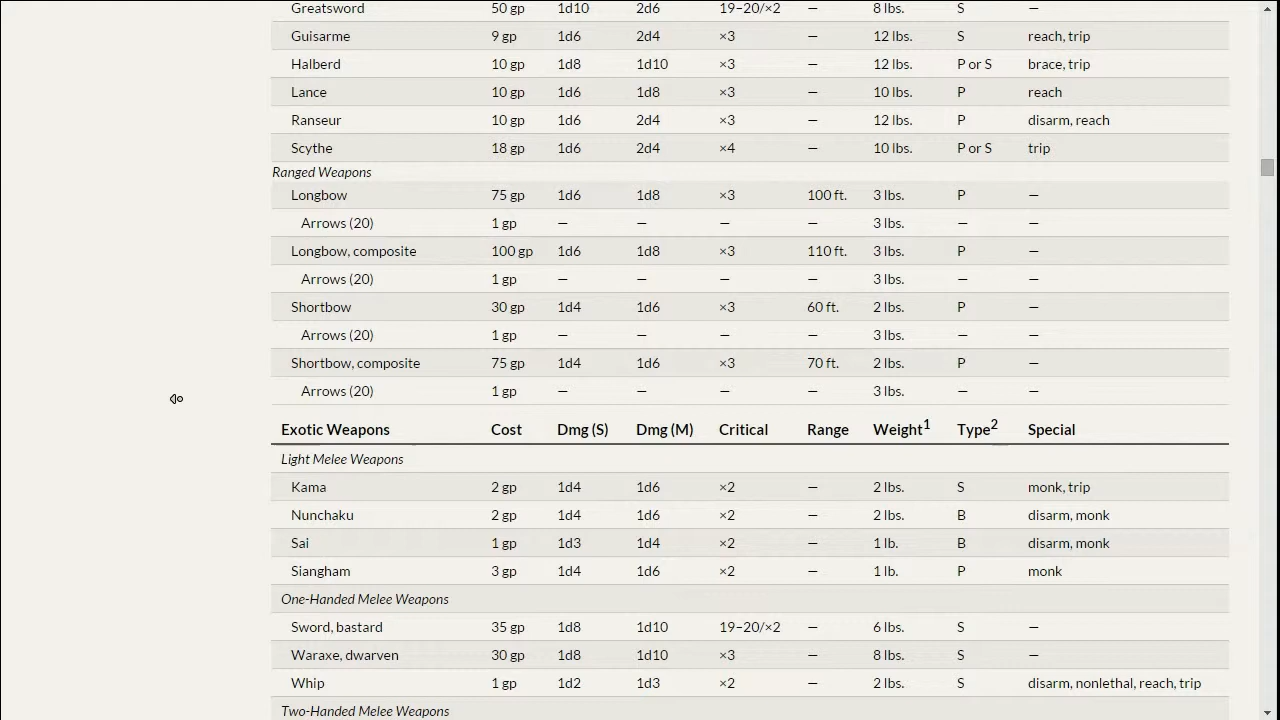 Greatsword 50 gp 1d10 2d6 19–20/×2 — 8 lbs. S —
Guisarme 9 gp 1d6 2d4 ×3 — 12 lbs. S reach, trip
Halberd 10 gp 1d8 1d10 ×3 — 12 lbs. P or S brace, trip
Lance 10 gp 1d6 1d8 ×3 — 10 lbs. P reach
Ranseur 10 gp 1d6 2d4 ×3 — 12 lbs. P disarm, reach
Scythe 18 gp 1d6 2d4 ×4 — 10 lbs. P or S trip
Ranged Weapons
Longbow 75 gp 1d6 1d8 ×3 100 ft. 3 lbs. P —
Arrows (20) 1 gp — — — — 3 lbs. — —
Longbow, composite 100 gp 1d6 1d8 ×3 110 ft. 3 lbs. P —
Arrows (20) 1 gp — — — — 3 lbs. — —
Shortbow 30 gp 1d4 1d6 ×3 60 ft. 2 lbs. P —
Arrows (20) 1 gp — — — — 3 lbs. — —
Shortbow, composite 75 gp 1d4 1d6 ×3 70 ft. 2 lbs. P —
Arrows (20) 1 gp — — — — 3 lbs. — —
Exotic Weapons Cost Dmg (S) Dmg (M) Critical Range Weight1 Type2 Special
Light Melee Weapons
Kama 2 gp 1d4 1d6 ×2 — 2 lbs. S monk, trip
Nunchaku 2 gp 1d4 1d6 ×2 — 2 lbs. B disarm, monk
Sai 1 gp 1d3 1d4 ×2 — 1 lb. B disarm, monk
Siangham 3 gp 1d4 1d6 ×2 — 1 lb. P monk
One-Handed Melee Weapons
Sword, bastard 35 gp 1d8 1d10 19–20/×2 — 6 lbs. S —
Waraxe, dwarven 30 gp 1d8 1d10 ×3 — 8 lbs. S —
Whip 1 gp 1d2 1d3 ×2 — 2 lbs. S disarm, nonlethal, reach, trip
Two-Handed Melee Weapons